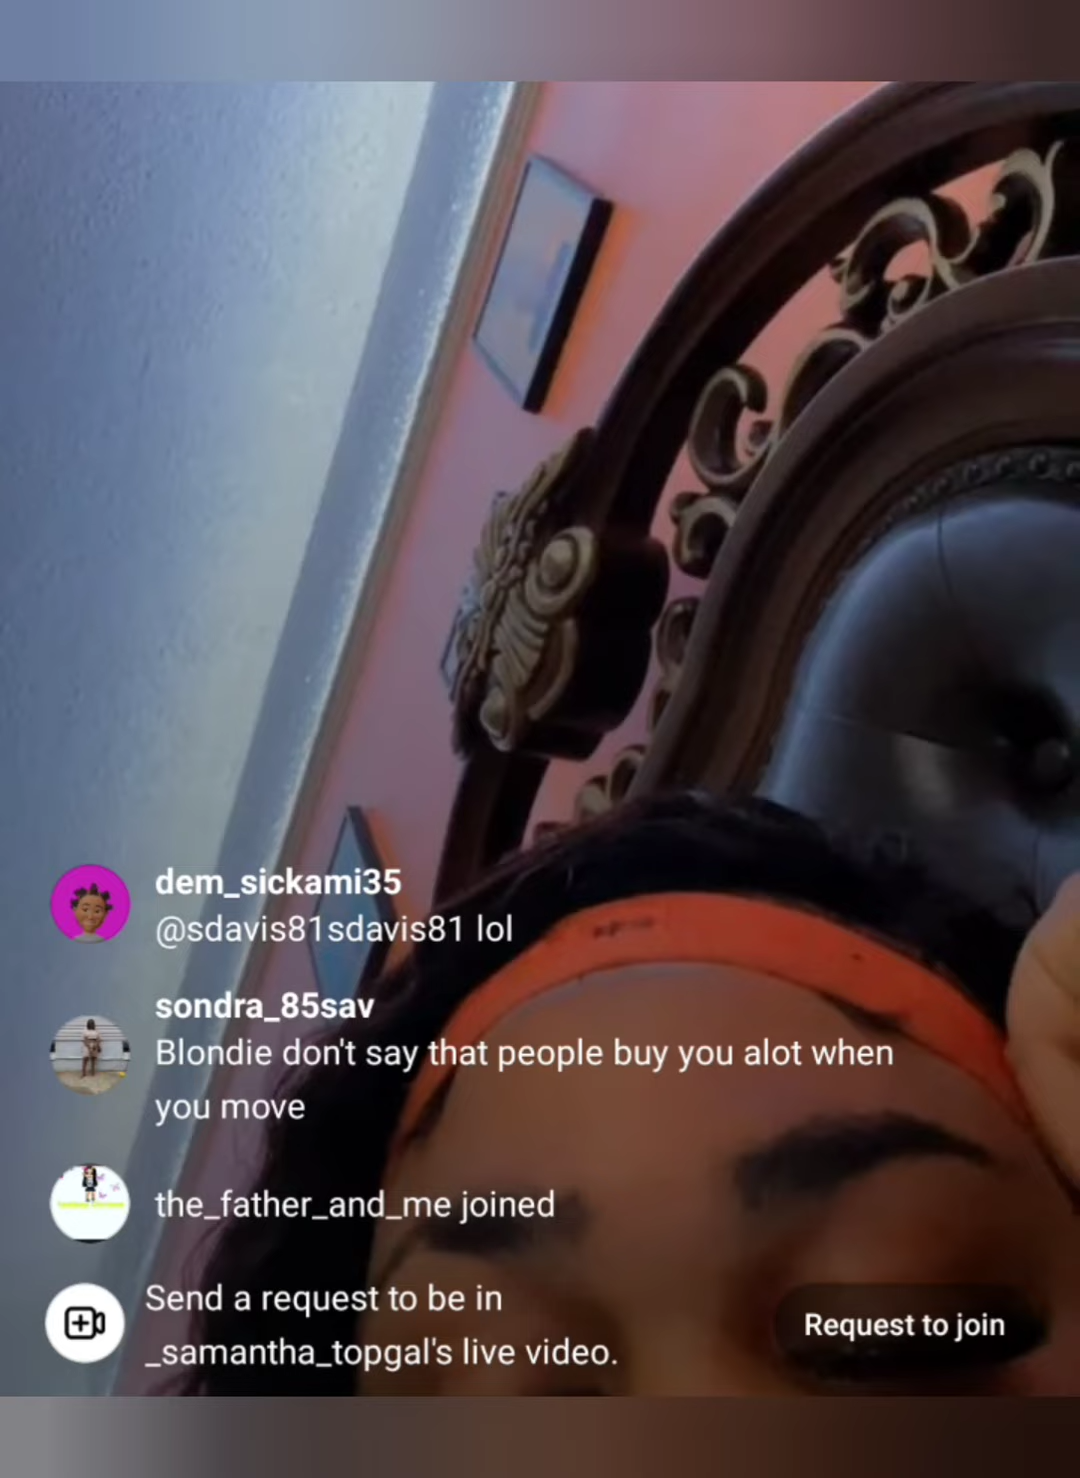 dem_sickami35
@sdavis81sdavis81 lol
sondra_85sav
Blondie don't say that people buy you alot when
you move
the_father_and_me joined
Send a request to be in
_samantha_topgal's live video.
Request to join